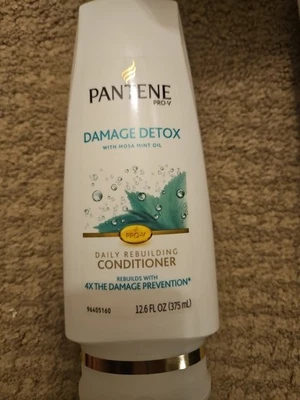 PANTENE
PRO-V
DAMAGE DETOX
WITH MOSA MINT OIL
PRO-V
DAILY REBUILDING
CONDITIONER
REBUILDS WITH
4X THE DAMAGE PREVENTION*
96405160
12.6 FL OZ (375 mL)